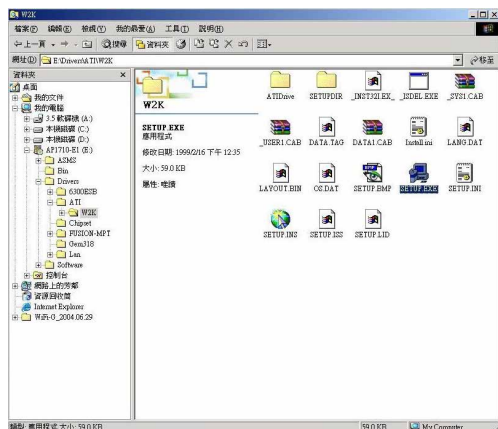 W2K
檔案(F) 編輯(E) 檢視(V) 我的最愛(A) 工具(T) 說明(H)
上一頁 搜尋 資料夾
網址(D) E:\Drivers\ATI\W2K 移至
資料夾 ×
桌面
我的文件
我的電腦
3.5 軟碟機 (A:)
本機磁碟 (C:)
本機磁碟 (D:)
AP1710-E1 (E:)
ASMS
Bin
Drivers
6300ESB
ATI
W2K
Chipset
FUSION-MPT
Gem318
Lan
Software
控制台
網路上的芳鄰
資源回收筒
Internet Explorer
WiFi-G_2004.06.29
W2K
SETUP.EXE
應用程式
修改日期: 1999/2/16 下午 12:35
大小: 59.0 KB
屬性: 唯讀
ATIDrive SETUPDIR _INST32I.EX_ _ISDEL.EXE _SYS1.CAB
_USER1.CAB DATA.TAG DATA1.CAB Install.ini LANG.DAT
LAYOUT.BIN OS.DAT SETUP.BMP SETUP.EXE SETUP.INI
SETUP.INS SETUP.ISS SETUP.LID
類型: 應用程式 大小: 59.0 KB 59.0 KB My Computer